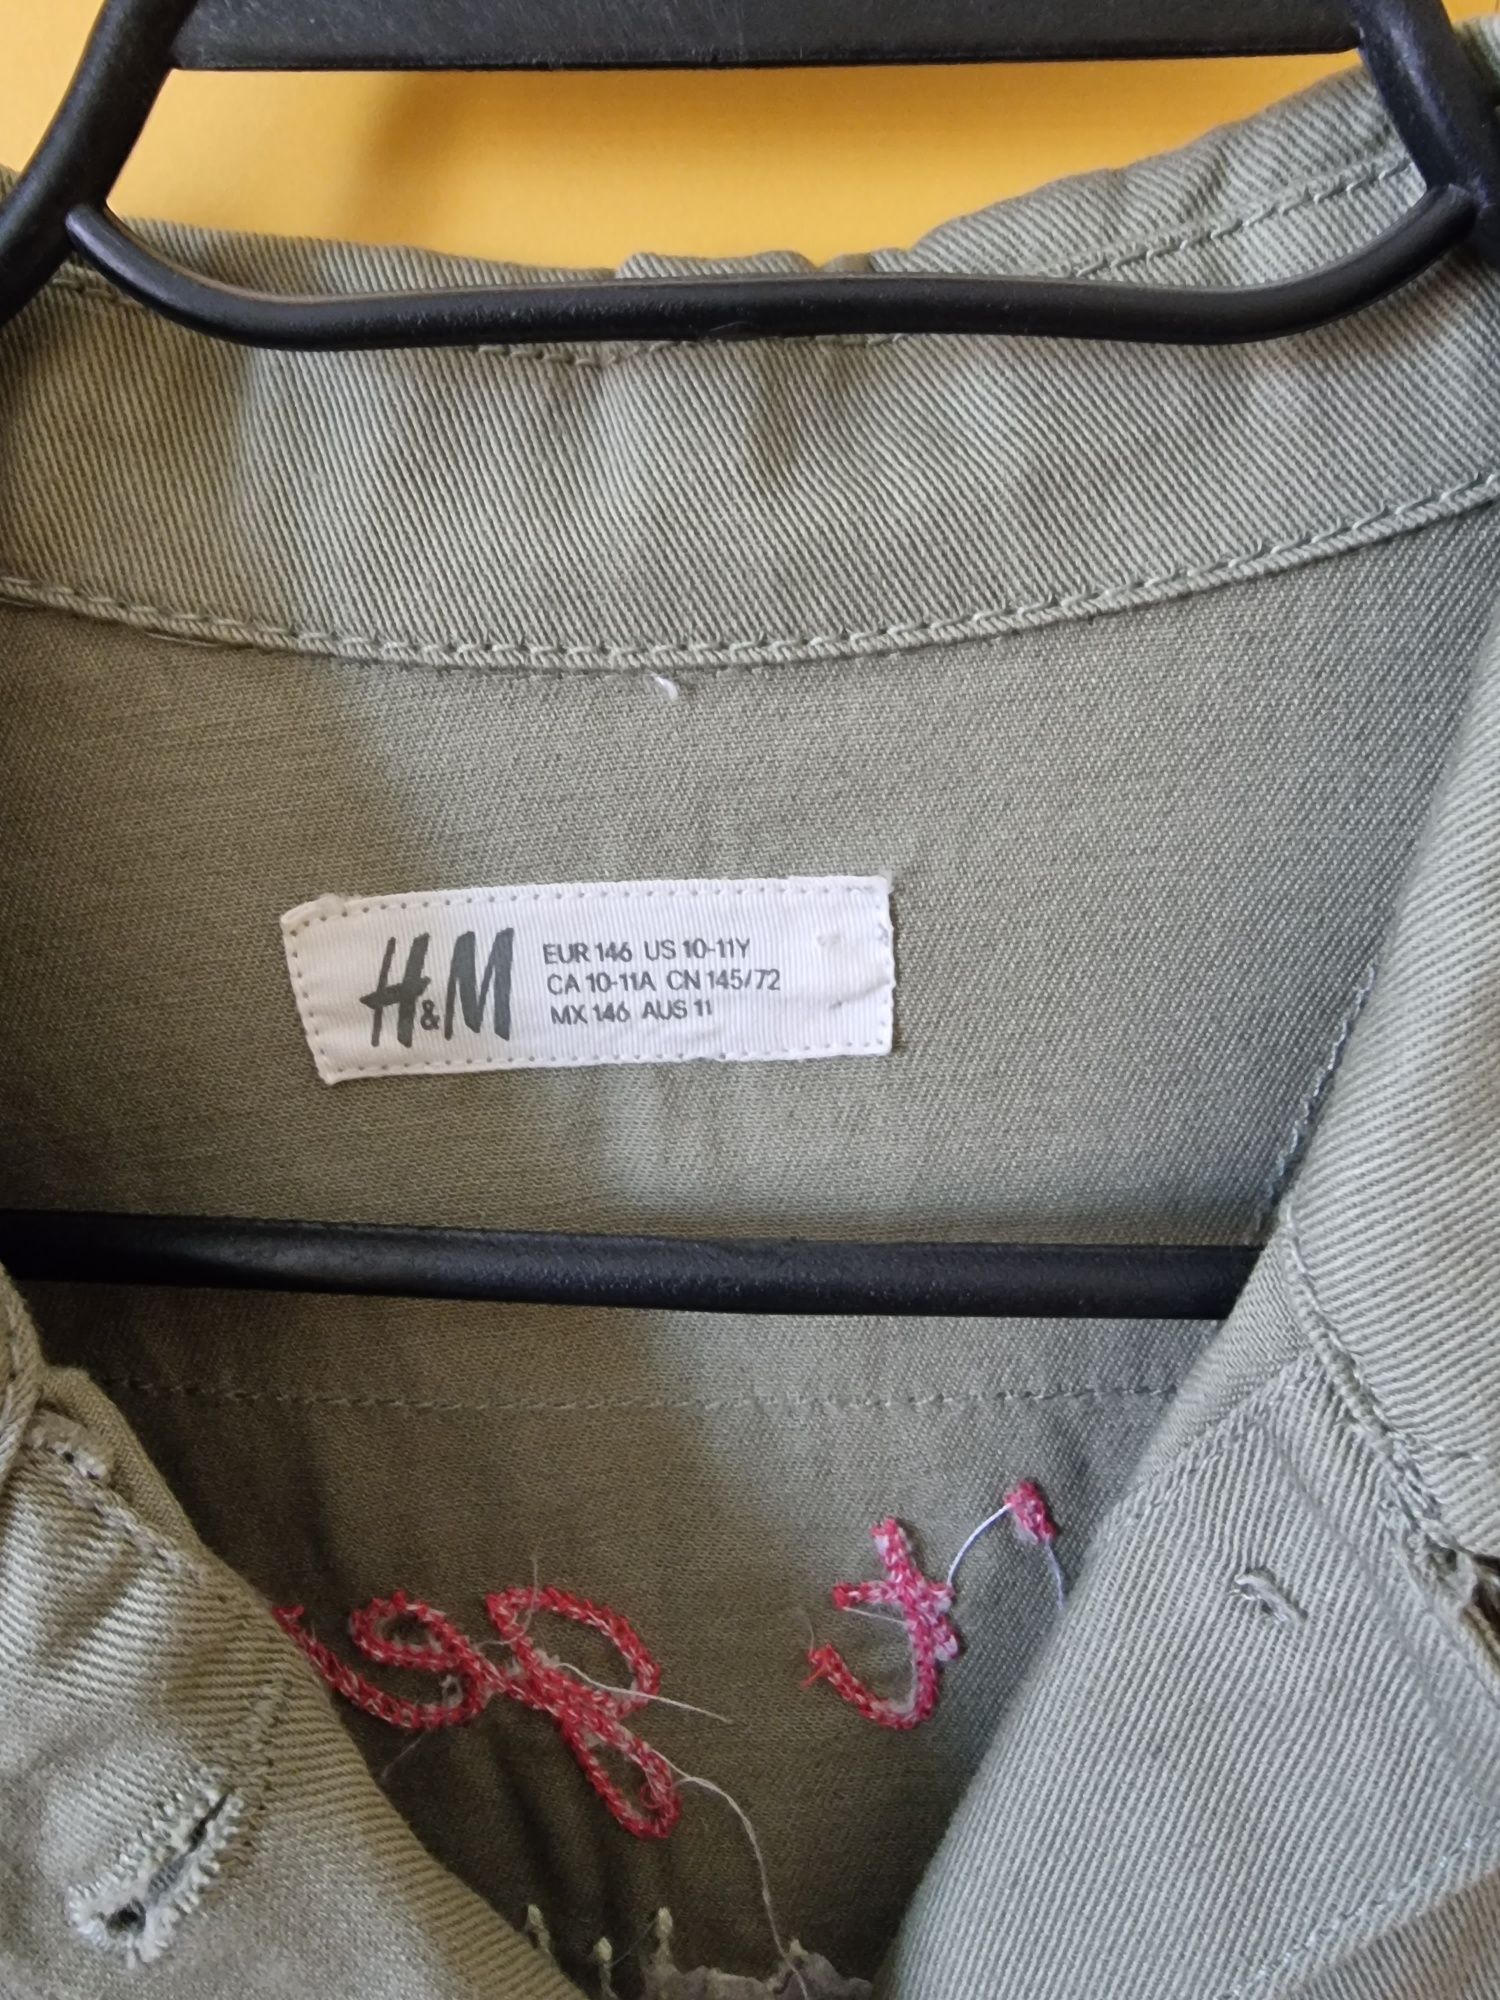 H&M
EUR 146 US 10-11Y
CA 10-11A CN 145/72
MX 146 AUS 11